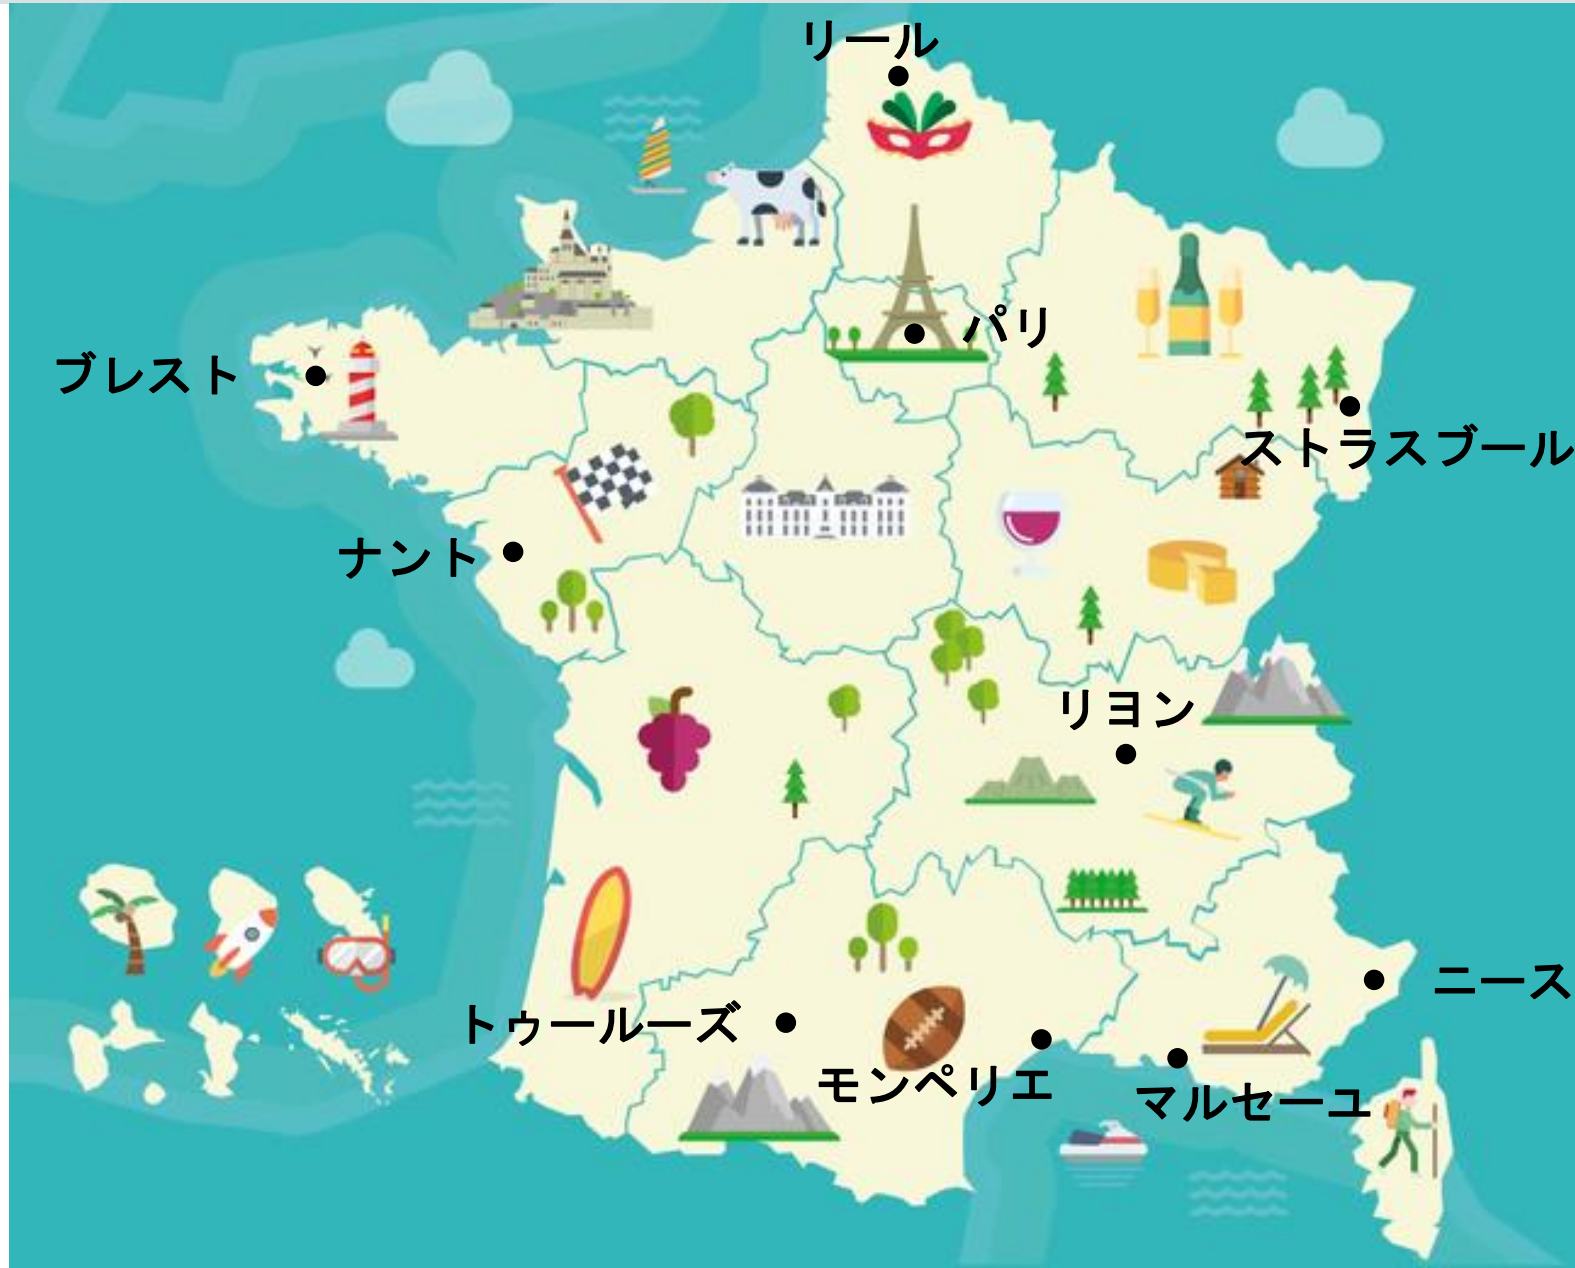 リール
パリ
ブレスト
ストラスブール
ナント
リヨン
ニース
トゥールーズ
モンペリエ
マルセーユ